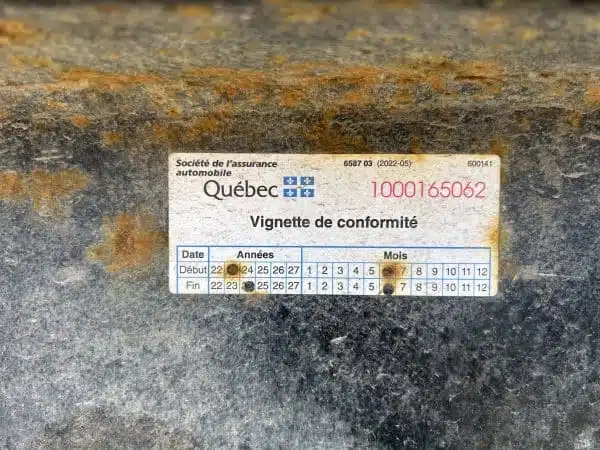 Société de l'assurance
automobile
Québec
6587 03 (2022-05)
600141
1000165062
Vignette de conformité
Date Années Mois
Début 22 24 25 26 27 1 2 3 4 5 7 8 9 10 11 12
Fin 22 23 25 26 27 1 2 3 4 5 7 8 9 10 11 12